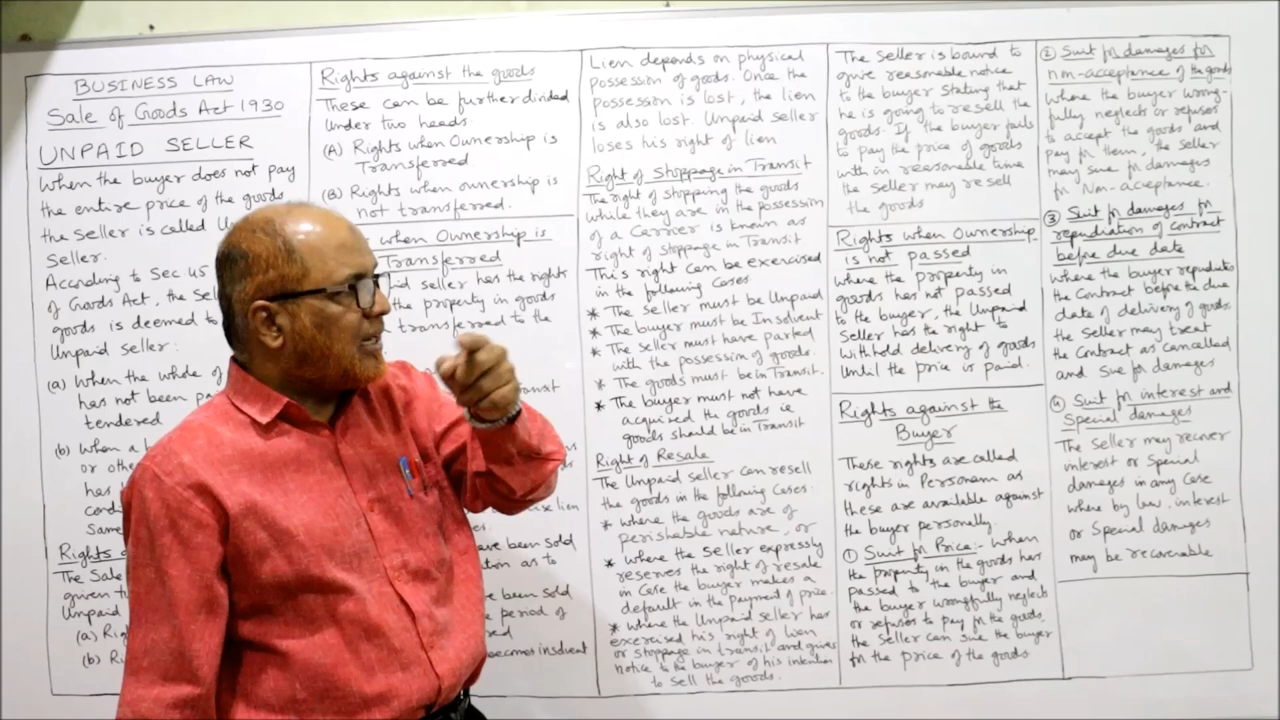 BUSINESS LAW
Sale of Goods Act 1930
UNPAID SELLER
When the buyer does not pay
the entire price of the goods
the seller is called
Seller.
According to Sec 45
of Goods Act, the
goods is deemed to
Unpaid seller.
(a) When the whole of
has not been
tendered
(b) When a
or
has
Same
Rights
The Sale
given
Unpaid
(a)
(b)
Rights against the goods
These can be further divided
under two heads.
(A) Rights when Ownership is
Transferred
(B) Rights when ownership is
not transferred.
when Ownership is
Transferred
seller has the rights
the property in goods
transferred to the
lien
have been sold
as to
been sold
period of
becomes insolvent
Lien depends on physical
possession of goods. Once the
possession is lost, the lien
is also lost. Unpaid seller
loses his right of lien
Right of Stoppage in Transit
The right of stopping the goods
while they are in the possession
of a Carrier is known as
right of stoppage in Transit.
This right can be exercised
in the following cases
* The seller must be Unpaid
* The buyer must be Insolvent
* The seller must have parted
with the possession of goods.
* The goods must be in Transit.
* The buyer must not have
acquired the goods ie
goods should be in Transit
Right of Resale
The Unpaid seller can resell
the goods in the following Cases.
* where the goods are of
perishable nature, or
* where the seller expressly
reserves the right of resale
in case the buyer makes a
default in the Payment of price.
* where the Unpaid seller has
exercised his right of Lien
or stoppage in transit and gives
notice to the buyer of his intention
to sell the goods.
The seller is bound to
give reasonable notice
to the buyer stating that
he is going to resell the
goods. If the buyer fails
to pay the price of goods
with in reasonable time
the seller may resell
the goods
Rights when Ownership
is not passed
where the property in
goods has not passed
to the buyer, the Unpaid
Seller has the right to
withhold delivery of goods
Until the price is paid.
Rights against the
Buyer
These rights are called
rights in Personam as
these are available against
the buyer personally.
① Suit for Price:- When
the property in the goods has
passed to the buyer and
the buyer wrongfully neglects
or refuses to pay for the goods.
the seller can sue the buyer
for the price of the goods
② Suit for damages for
non-acceptance of the goods
where the buyer wrong-
fully neglects or refuses
to accept the goods and
pay for them, the seller
may sue for damages
for Non-acceptance.
③ Suit for damages for
repudiation of contract
before due date
where the buyer repudiates
the Contract before the due
date of delivery of goods.
the seller may treat
the contract as cancelled
and Sue for damages
④ Suit for interest and
Special damages
The seller may recover
interest or special
damages in any case
where by law, interest
or Special damages
may be recoverable